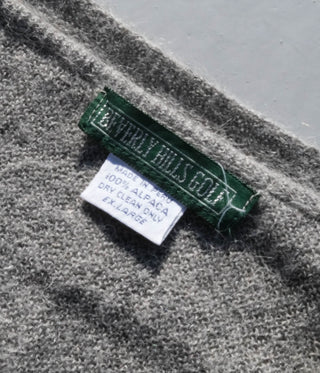 BEVERLY HILLS GOLF
MADE IN PERU
100% ALPACA
DRY CLEAN ONLY
EX.LARGE